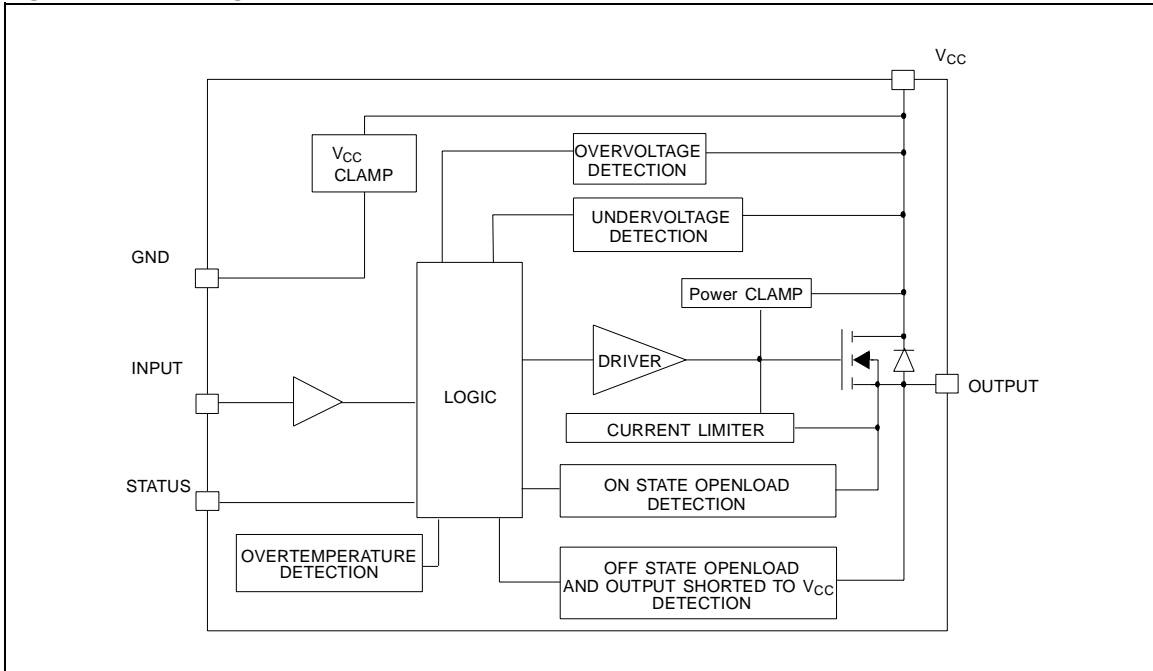 VCC
VCC
CLAMP
OVERVOLTAGE
DETECTION
UNDERVOLTAGE
DETECTION
GND
Power CLAMP
DRIVER
INPUT
LOGIC
OUTPUT
CURRENT LIMITER
STATUS
ON STATE OPENLOAD
DETECTION
OVERTEMPERATURE
DETECTION
OFF STATE OPENLOAD
AND OUTPUT SHORTED TO VCC
DETECTION